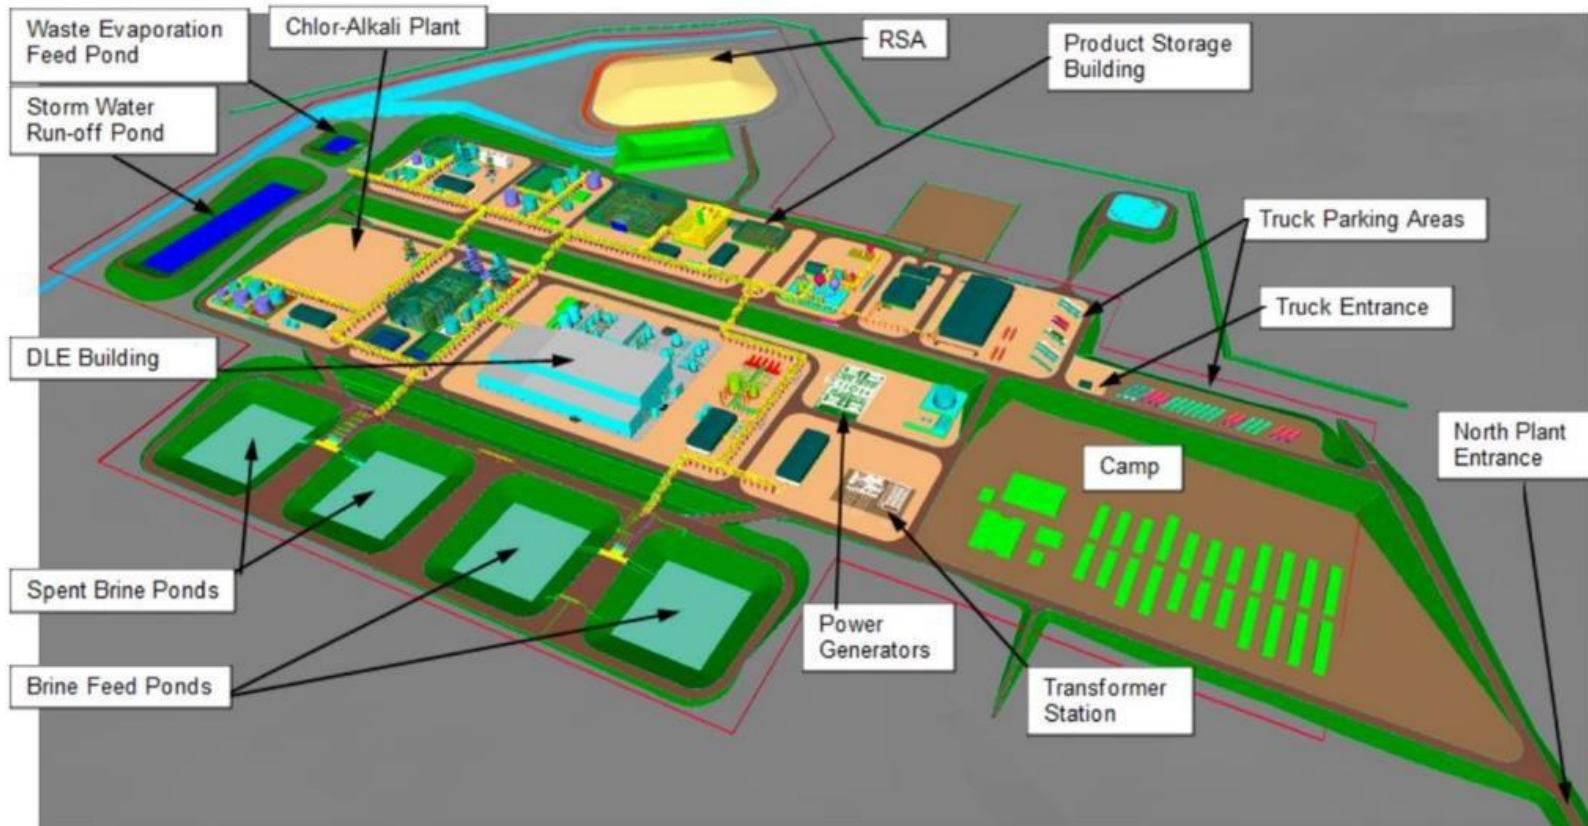 Waste Evaporation
Feed Pond
Chlor-Alkali Plant
RSA
Product Storage
Building
Storm Water
Run-off Pond
Truck Parking Areas
Truck Entrance
DLE Building
North Plant
Entrance
Camp
Spent Brine Ponds
Power
Generators
Brine Feed Ponds
Transformer
Station